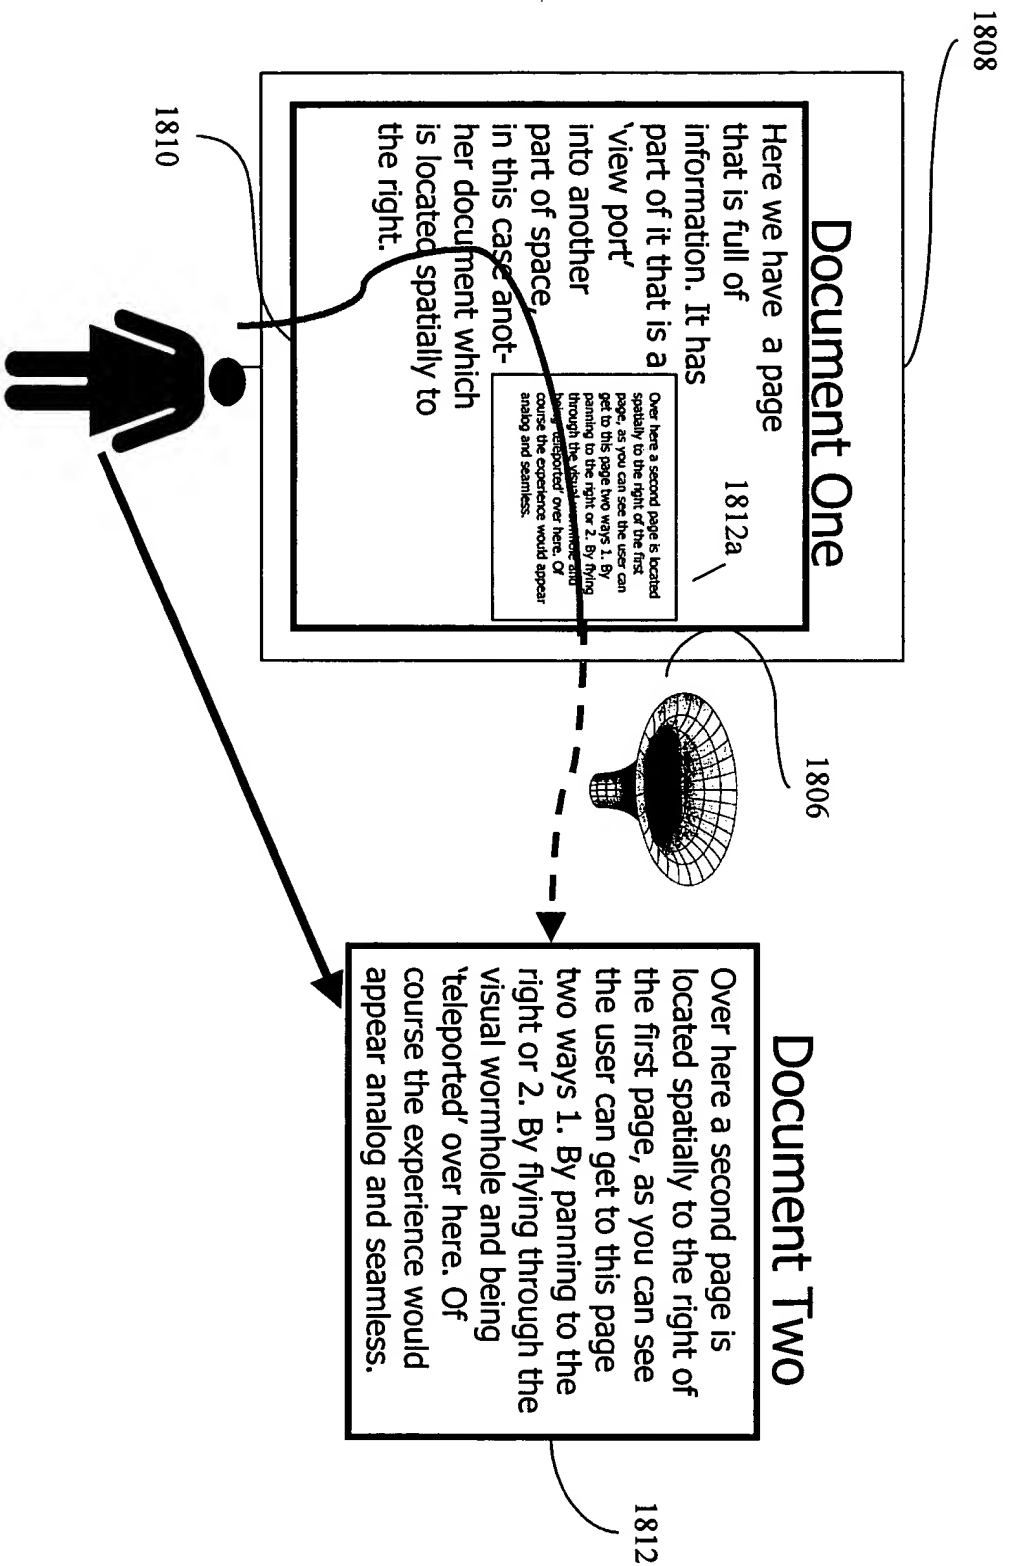 1808
Document One
Here we have a page
that is full of
information. It has
part of it that is a
'view port'
into another
part of space,
in this case anot-
her document which
is located spatially to
the right.
1810
1812a
Over here a second page is located
spatially to the right of the first
page, as you can see the user can
get to this page two ways 1. By
panning to the right or 2. By flying
through the visual wormhole and
being 'teleported' over here. Of
course the experience would appear
analog and seamless.
1806
Document Two
Over here a second page is
located spatially to the right of
the first page, as you can see
the user can get to this page
two ways 1. By panning to the
right or 2. By flying through the
visual wormhole and being
'teleported' over here. Of
course the experience would
appear analog and seamless.
1812